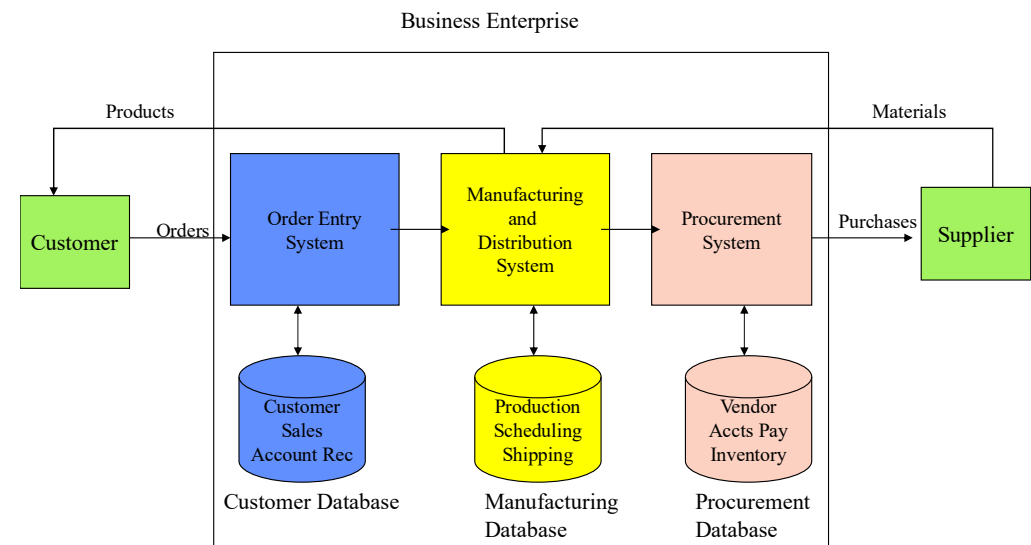 Business Enterprise
Products
Materials
Customer
Orders
Order Entry
System
Manufacturing
and
Distribution
System
Procurement
System
Purchases
Supplier
Customer
Sales
Account Rec
Production
Scheduling
Shipping
Vendor
Accts Pay
Inventory
Customer Database
Manufacturing
Database
Procurement
Database